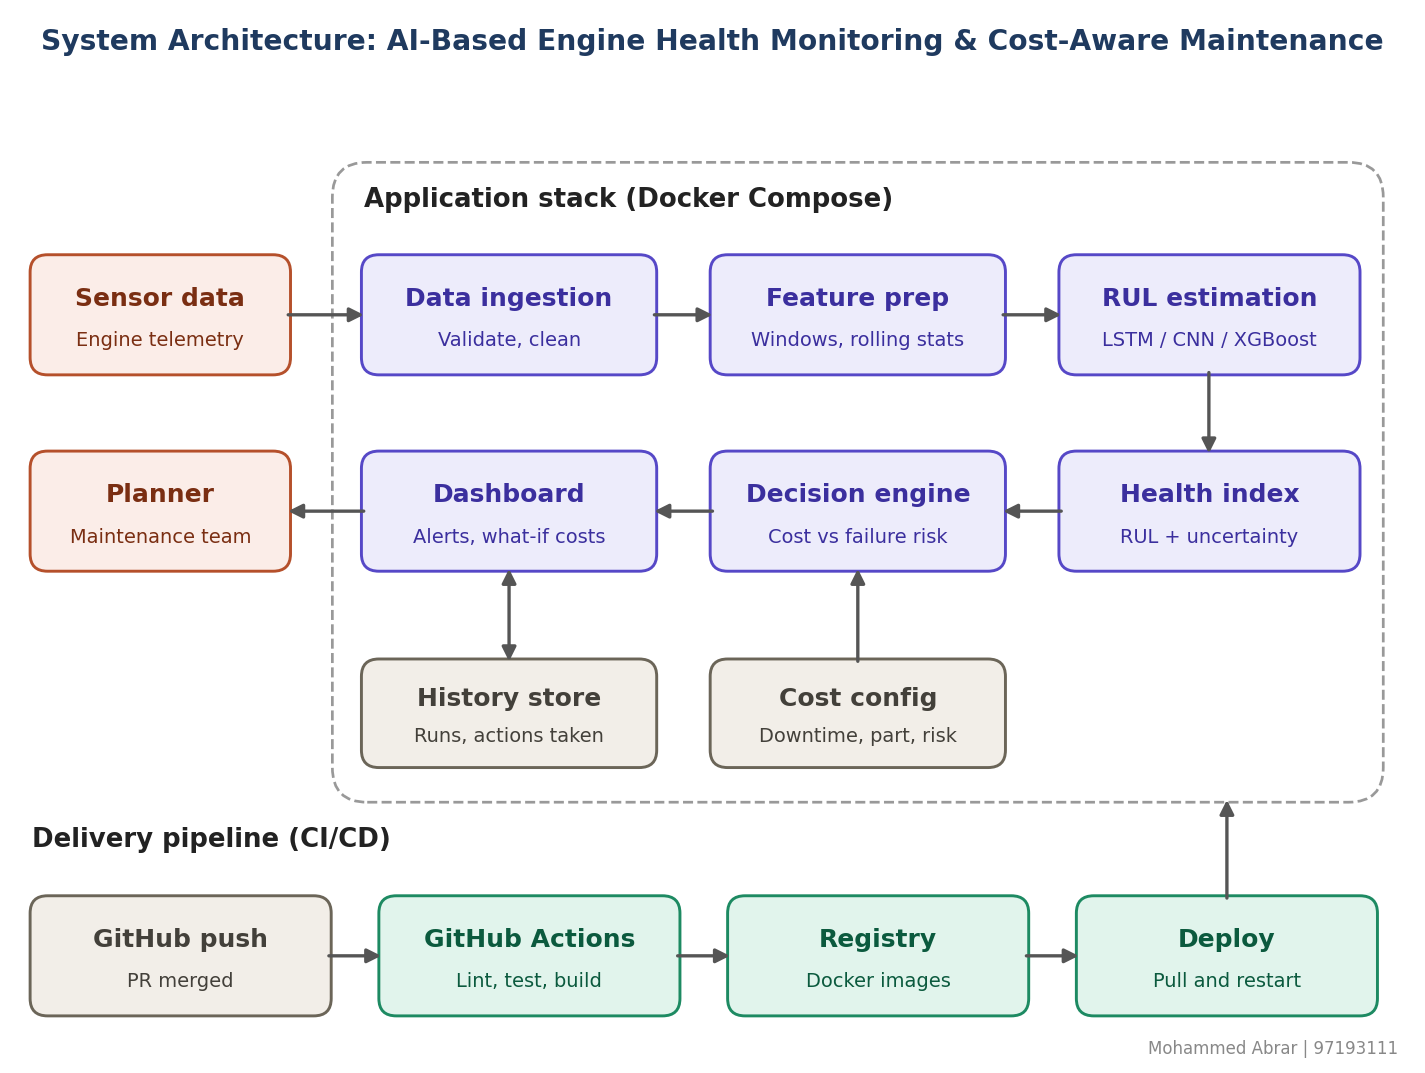 System Architecture: AI-Based Engine Health Monitoring & Cost-Aware Maintenance
Application stack (Docker Compose)
Sensor data
Engine telemetry
Data ingestion
Validate, clean
Feature prep
Windows, rolling stats
RUL estimation
LSTM / CNN / XGBoost
Planner
Maintenance team
Dashboard
Alerts, what-if costs
Decision engine
Cost vs failure risk
Health index
RUL + uncertainty
History store
Runs, actions taken
Cost config
Downtime, part, risk
Delivery pipeline (CI/CD)
GitHub push
PR merged
GitHub Actions
Lint, test, build
Registry
Docker images
Deploy
Pull and restart
Mohammed Abrar | 97193111